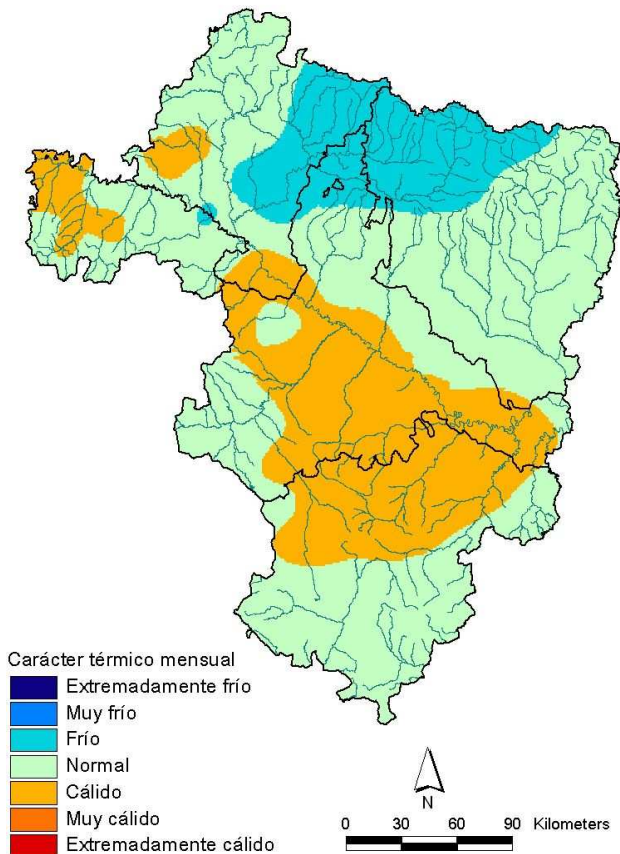 Carácter térmico mensual
Extremadamente frío
Muy frío
Frío
Normal
Cálido
Muy cálido
Extremadamente cálido
N
0 30 60 90 Kilometers